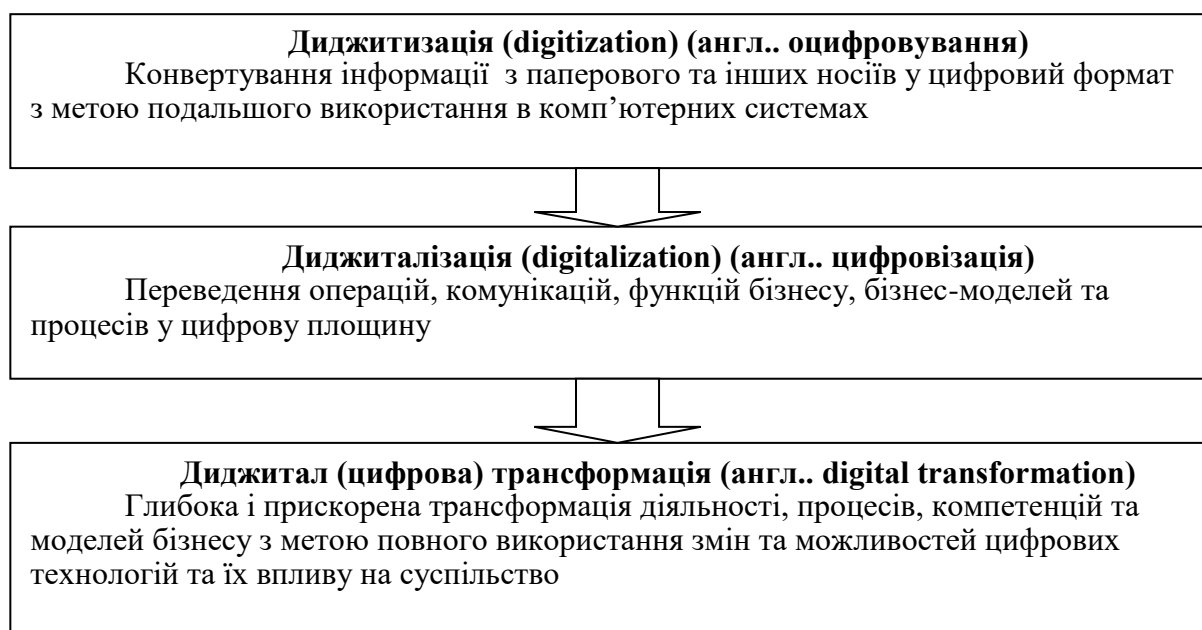 Диджитизація (digitization) (англ.. оцифровування)
Конвертування інформації з паперового та інших носіїв у цифровий формат
з метою подальшого використання в комп’ютерних системах
Диджиталізація (digitalization) (англ.. цифровізація)
Переведення операцій, комунікацій, функцій бізнесу, бізнес-моделей та
процесів у цифрову площину
Диджитал (цифрова) трансформація (англ.. digital transformation)
Глибока і прискорена трансформація діяльності, процесів, компетенцій та
моделей бізнесу з метою повного використання змін та можливостей цифрових
технологій та їх впливу на суспільство